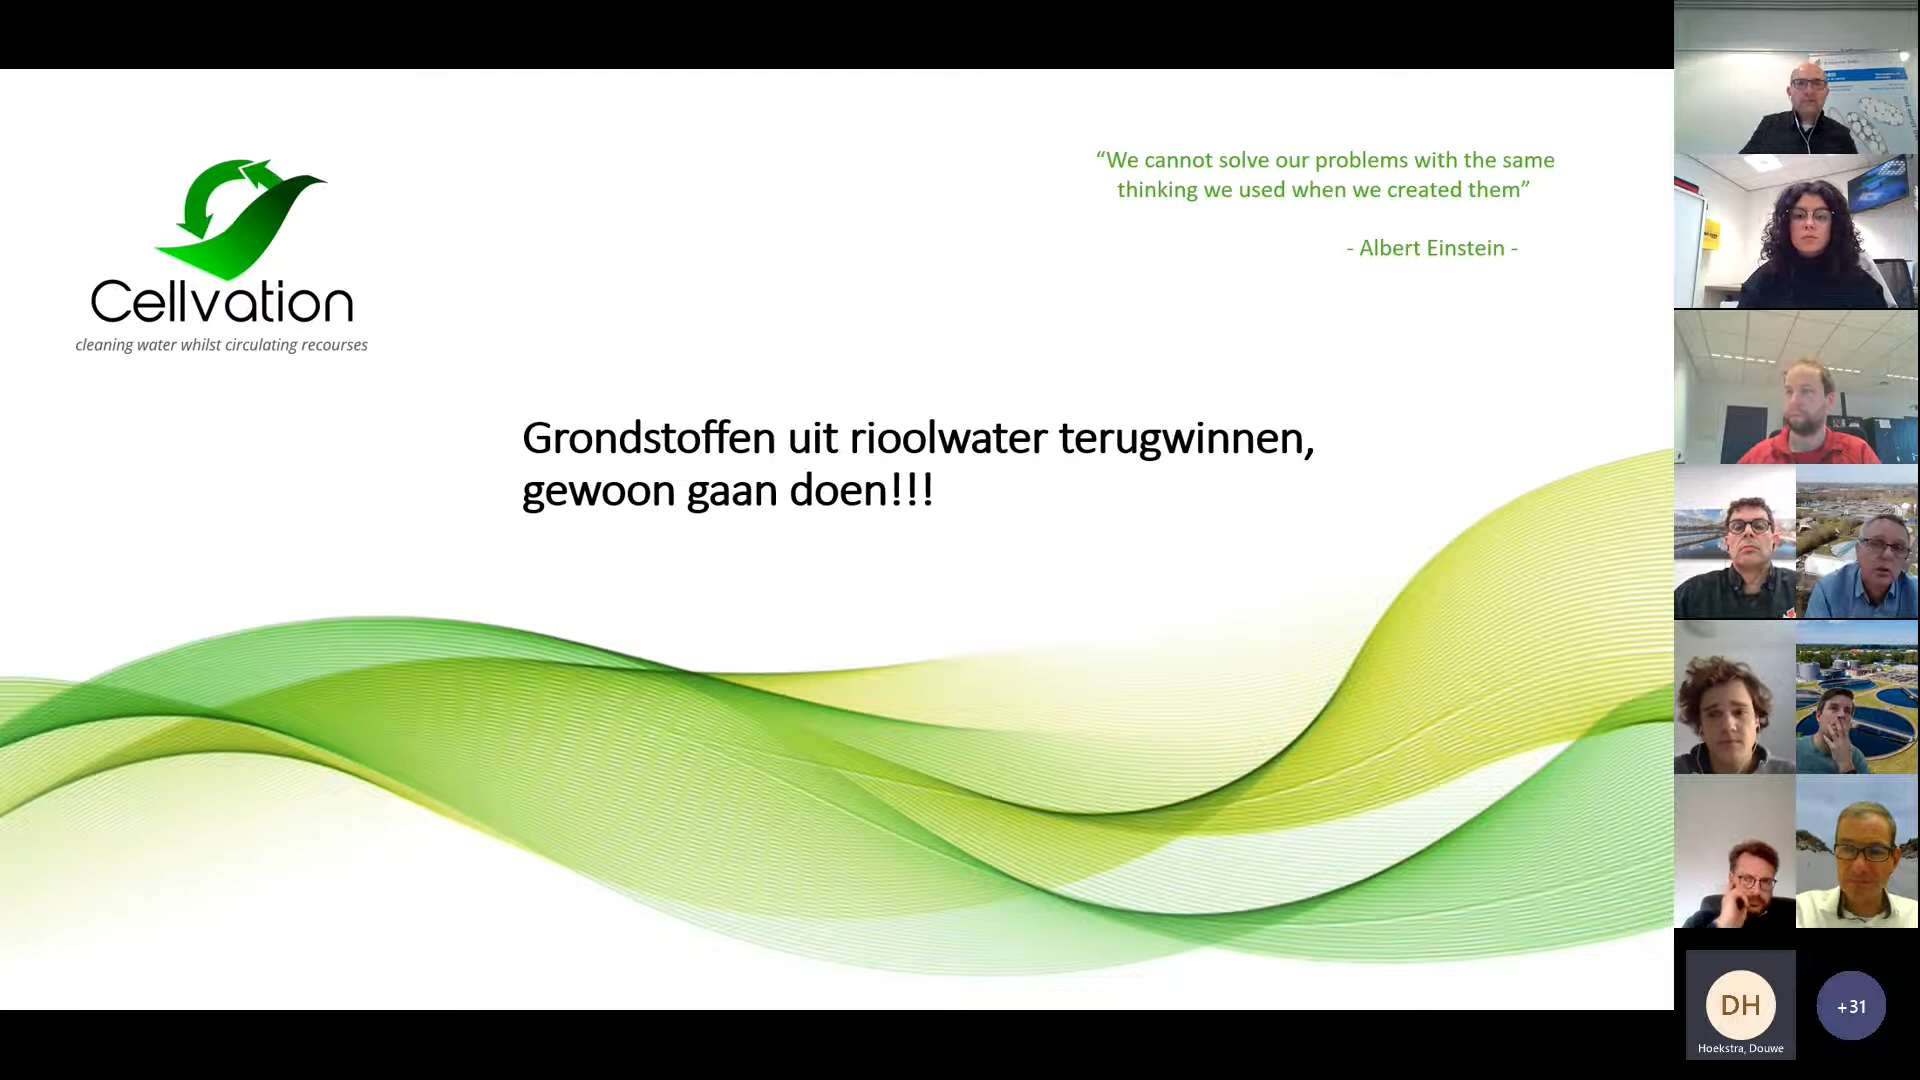 “We cannot solve our problems with the same
thinking we used when we created them”
- Albert Einstein -
Cellvation
cleaning water whilst circulating recourses
Grondstoffen uit rioolwater terugwinnen,
gewoon gaan doen!!!
DH
Hoekstra, Douwe
+31